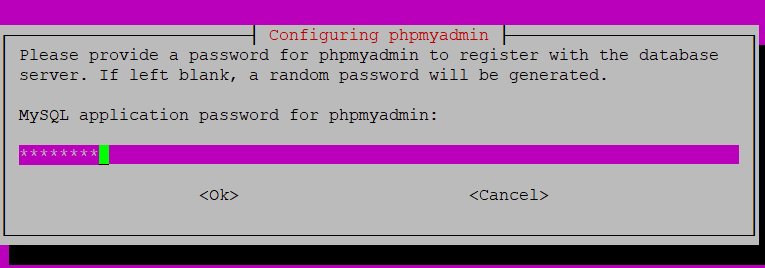 Configuring phpmyadmin
Please provide a password for phpmyadmin to register with the database
server. If left blank, a random password will be generated.
MySQL application password for phpmyadmin:
********
<Ok> <Cancel>